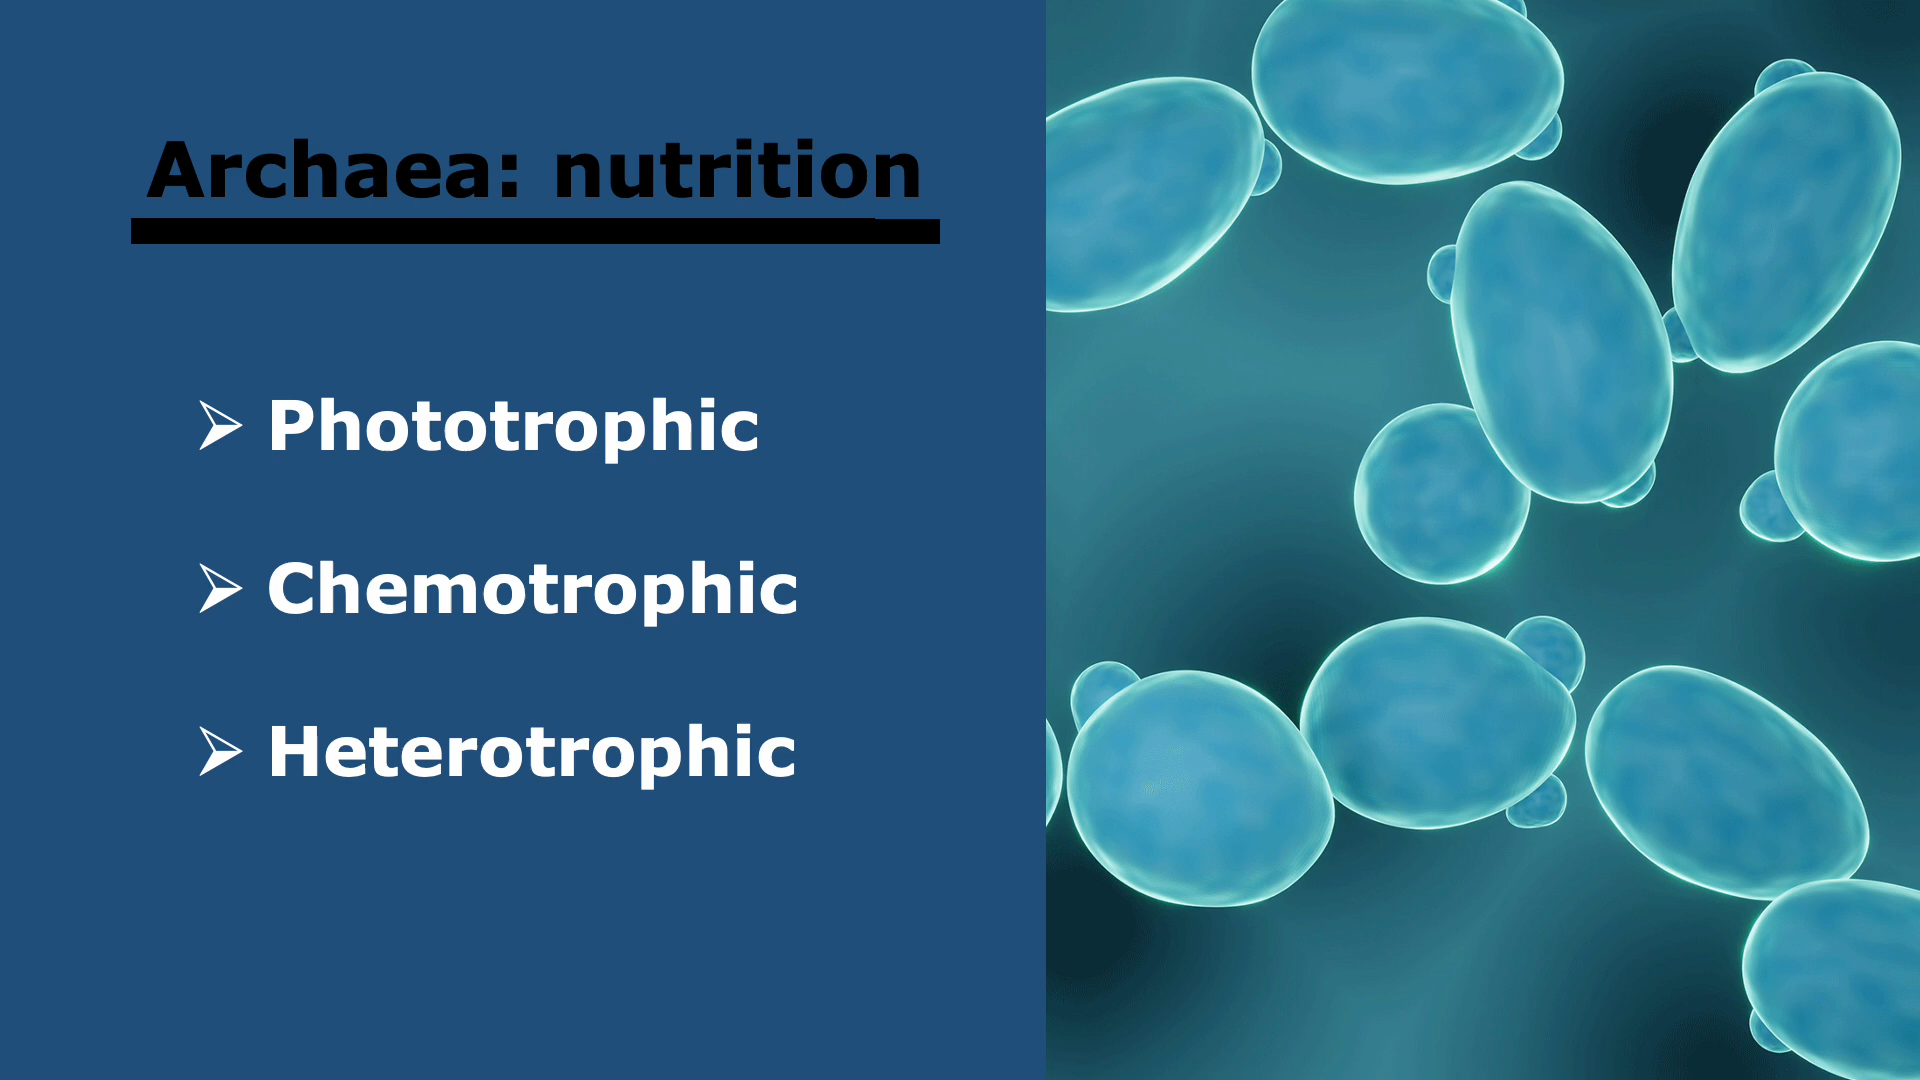 Archaea: nutrition
➢ Phototrophic
➢ Chemotrophic
➢ Heterotrophic